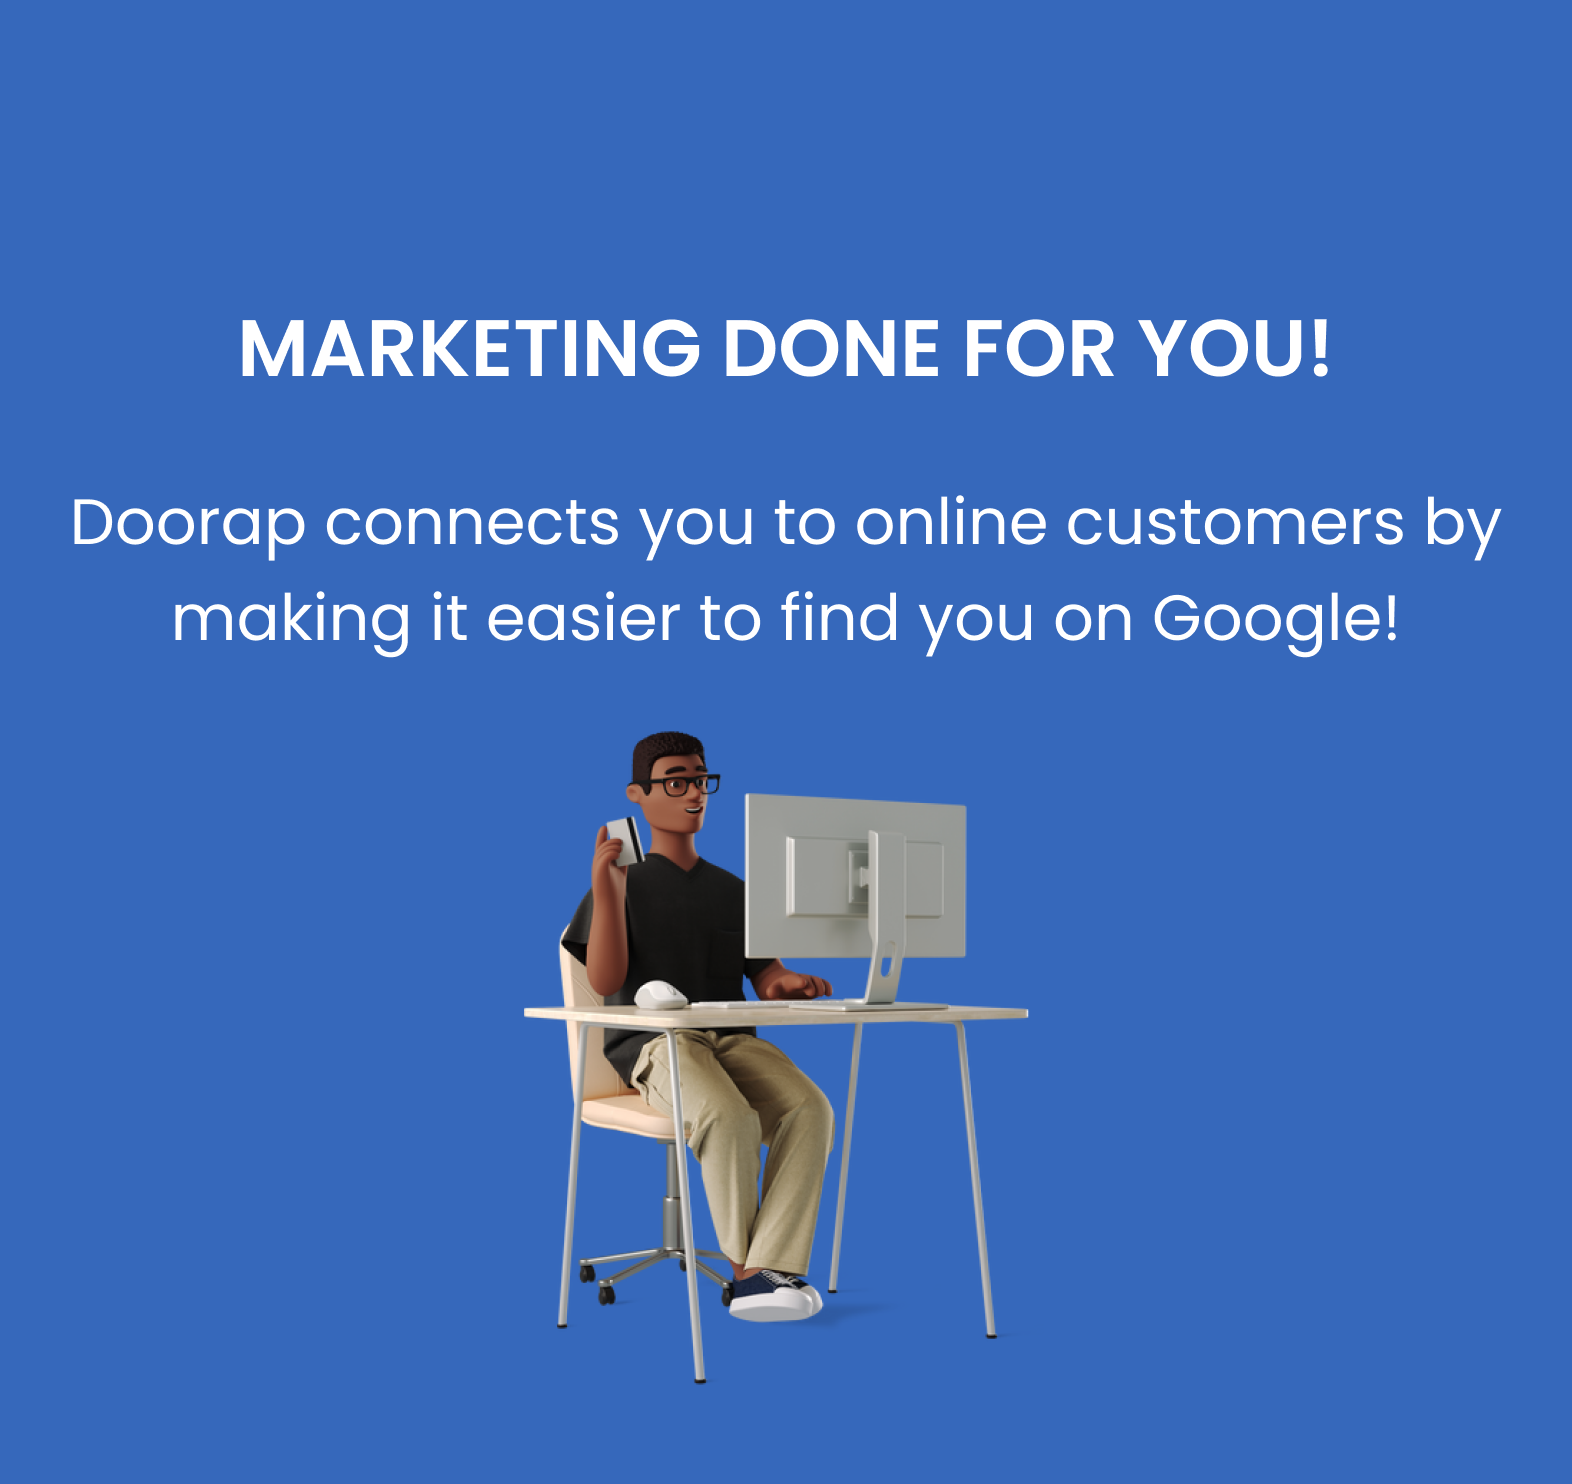 MARKETING DONE FOR YOU!
Doorap connects you to online customers by
making it easier to find you on Google!